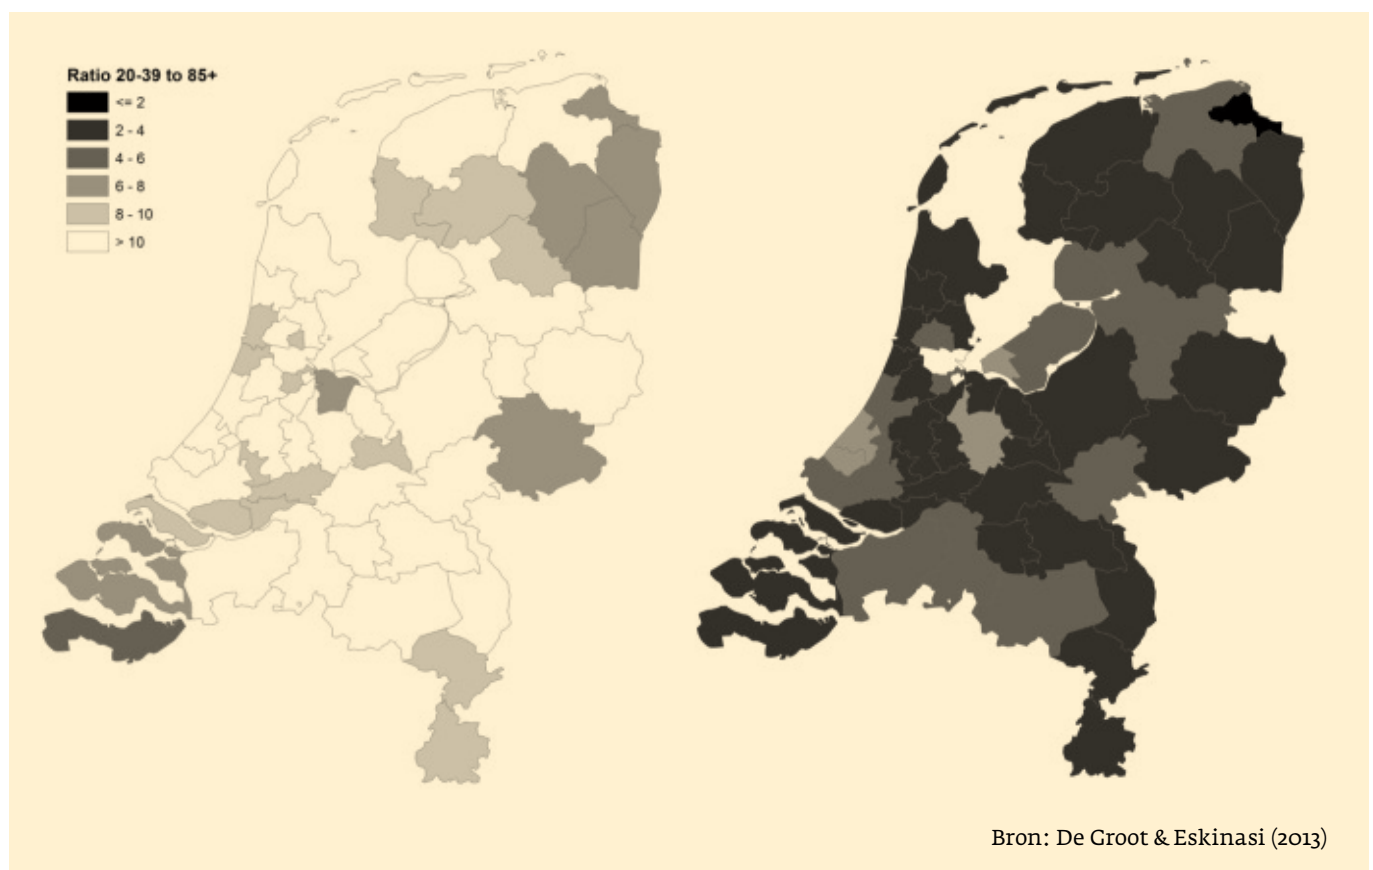 Ratio 20-39 to 85+
<= 2
2 - 4
4 - 6
6 - 8
8 - 10
> 10
Bron: De Groot & Eskinasi (2013)